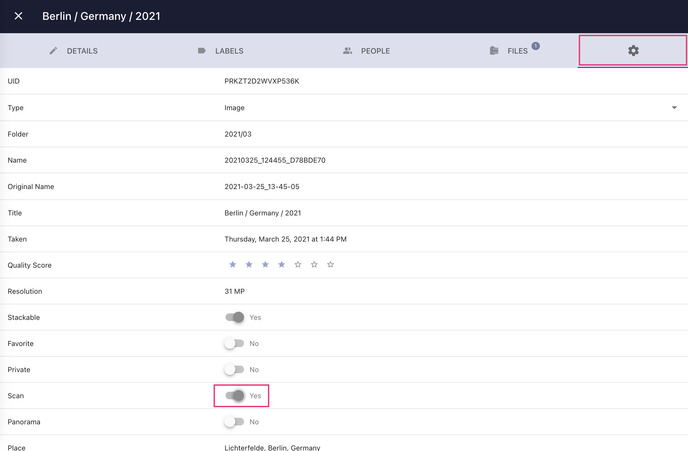 Berlin / Germany / 2021
DETAILS LABELS PEOPLE FILES 1
UID PRKZT2D2WVXP536K
Type Image
Folder 2021/03
Name 20210325_124455_D78BDE70
Original Name 2021-03-25_13-45-05
Title Berlin / Germany / 2021
Taken Thursday, March 25, 2021 at 1:44 PM
Quality Score
Resolution 31 MP
Stackable Yes
Favorite No
Private No
Scan Yes
Panorama No
Place Lichterfelde, Berlin, Germany